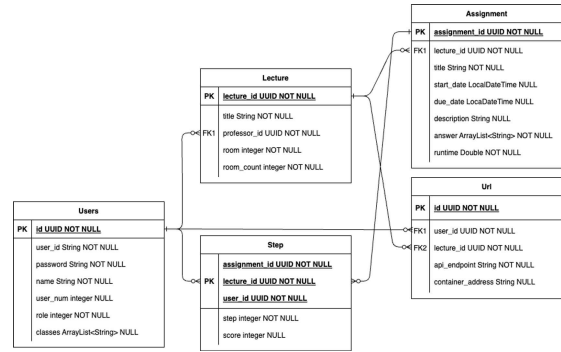 Assignment
PK assignment_id UUID NOT NULL
FK1 lecture_id UUID NOT NULL
title String NOT NULL
start_date LocalDateTime NOT NULL
due_date LocaDateTime NOT NULL
description String NULL
answer ArrayList<String> NOT NULL
runtime Double NOT NULL
Lecture
PK lecture_id UUID NOT NULL
title String NOT NULL
FK1 professor_id UUID NOT NULL
room integer NOT NULL
room_count integer NOT NULL
Url
PK id UUID NOT NULL
FK1 user_id UUID NOT NULL
FK2 lecture_id UUID NOT NULL
api_endpoint String NOT NULL
container_address String NULL
Users
PK id UUID NOT NULL
user_id String NOT NULL
password String NOT NULL
name String NOT NULL
user_num integer NULL
role integer NOT NULL
classes ArrayList<String> NULL
Step
assignment_id UUID NOT NULL
PK lecture_id UUID NOT NULL
user_id UUID NOT NULL
step integer NOT NULL
score integer NULL